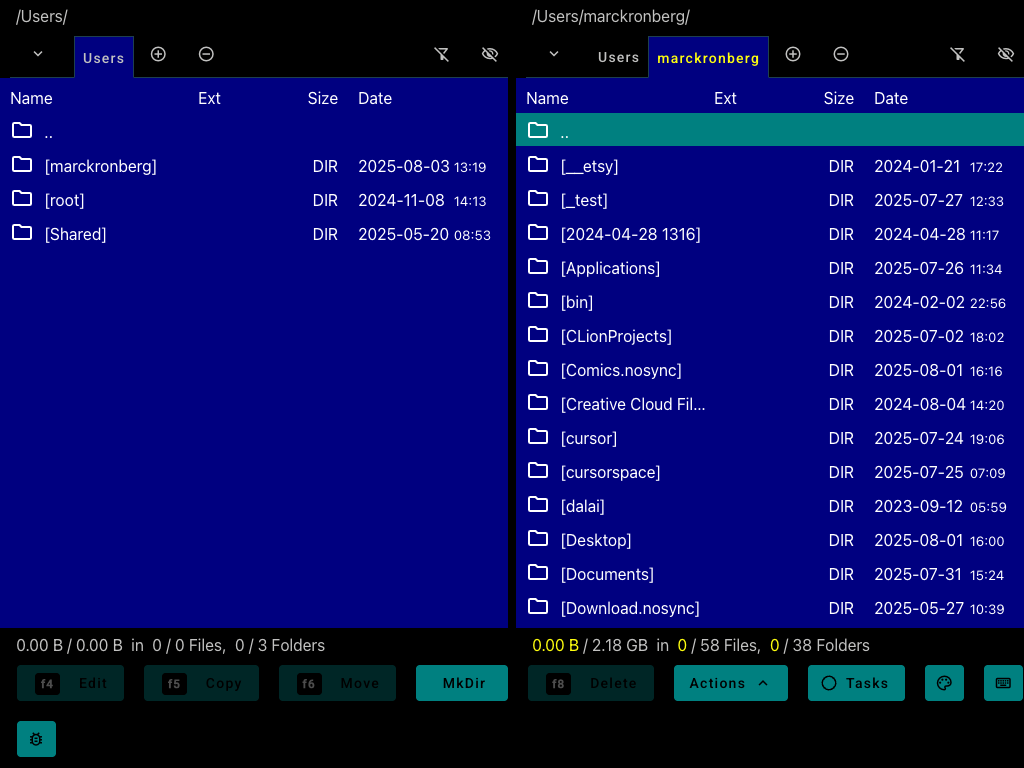 /Users/
Users
Name Ext Size Date
..
[marckronberg] DIR 2025-08-03 13:19
[root] DIR 2024-11-08 14:13
[Shared] DIR 2025-05-20 08:53
0.00 B / 0.00 B in 0 / 0 Files, 0 / 3 Folders
/Users/marckronberg/
Users marckronberg
Name Ext Size Date
..
[__etsy] DIR 2024-01-21 17:22
[_test] DIR 2025-07-27 12:33
[2024-04-28 1316] DIR 2024-04-28 11:17
[Applications] DIR 2025-07-26 11:34
[bin] DIR 2024-02-02 22:56
[CLionProjects] DIR 2025-07-02 18:02
[Comics.nosync] DIR 2025-08-01 16:16
[Creative Cloud Fil... DIR 2024-08-04 14:20
[cursor] DIR 2025-07-24 19:06
[cursorspace] DIR 2025-07-25 07:09
[dalai] DIR 2023-09-12 05:59
[Desktop] DIR 2025-08-01 16:00
[Documents] DIR 2025-07-31 15:24
[Download.nosync] DIR 2025-05-27 10:39
0.00 B / 2.18 GB in 0 / 58 Files, 0 / 38 Folders
f4 Edit f5 Copy f6 Move MkDir f8 Delete Actions Tasks